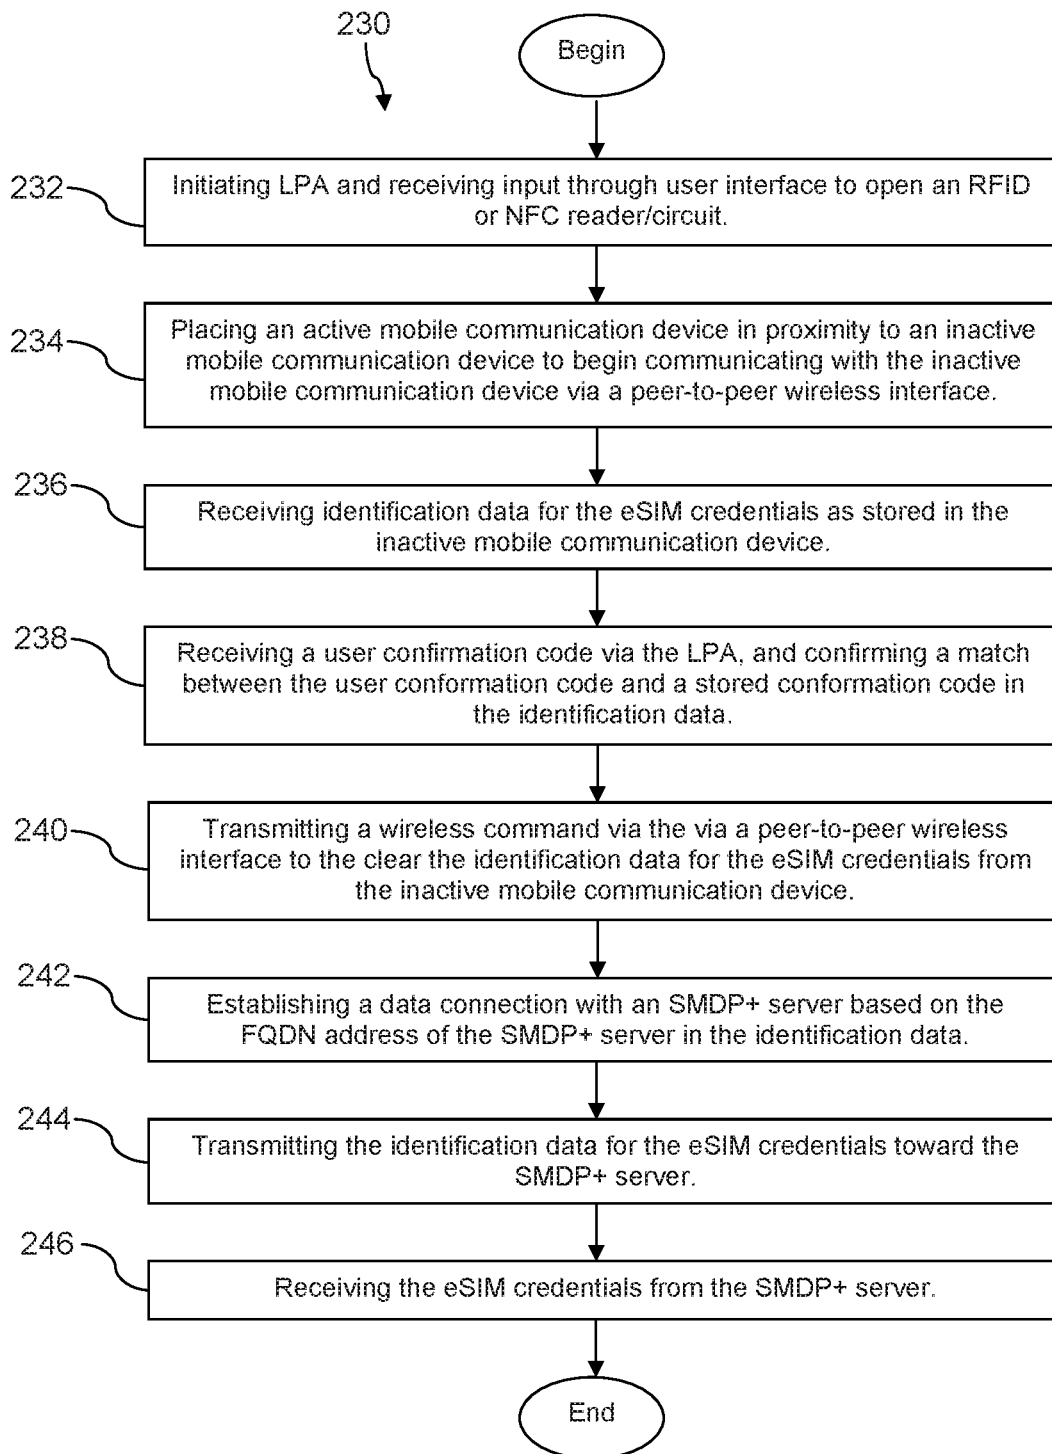 230
Begin
232
Initiating LPA and receiving input through user interface to open an RFID
or NFC reader/circuit.
234
Placing an active mobile communication device in proximity to an inactive
mobile communication device to begin communicating with the inactive
mobile communication device via a peer-to-peer wireless interface.
236
Receiving identification data for the eSIM credentials as stored in the
inactive mobile communication device.
238
Receiving a user confirmation code via the LPA, and confirming a match
between the user conformation code and a stored conformation code in
the identification data.
240
Transmitting a wireless command via the via a peer-to-peer wireless
interface to the clear the identification data for the eSIM credentials from
the inactive mobile communication device.
242
Establishing a data connection with an SMDP+ server based on the
FQDN address of the SMDP+ server in the identification data.
244
Transmitting the identification data for the eSIM credentials toward the
SMDP+ server.
246
Receiving the eSIM credentials from the SMDP+ server.
End